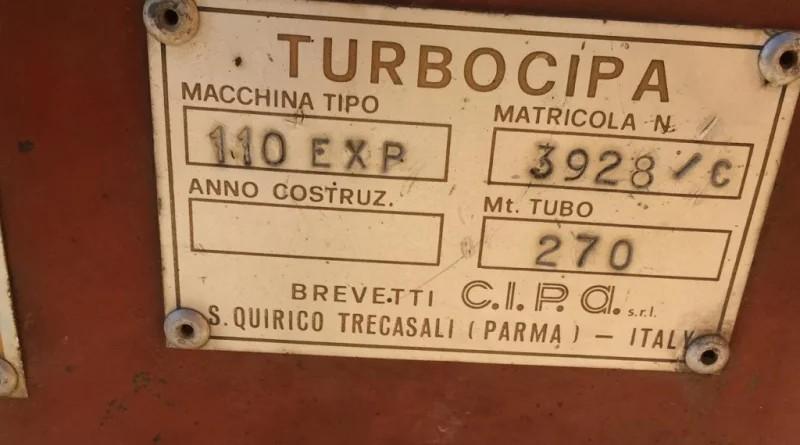 TURBOCIPA
MACCHINA TIPO
110 EXP
MATRICOLA N.
3928/C
ANNO COSTRUZ.
Mt. TUBO
270
BREVETTI C.I.P.a. s.r.l.
S. QUIRICO TRECASALI (PARMA) — ITALY